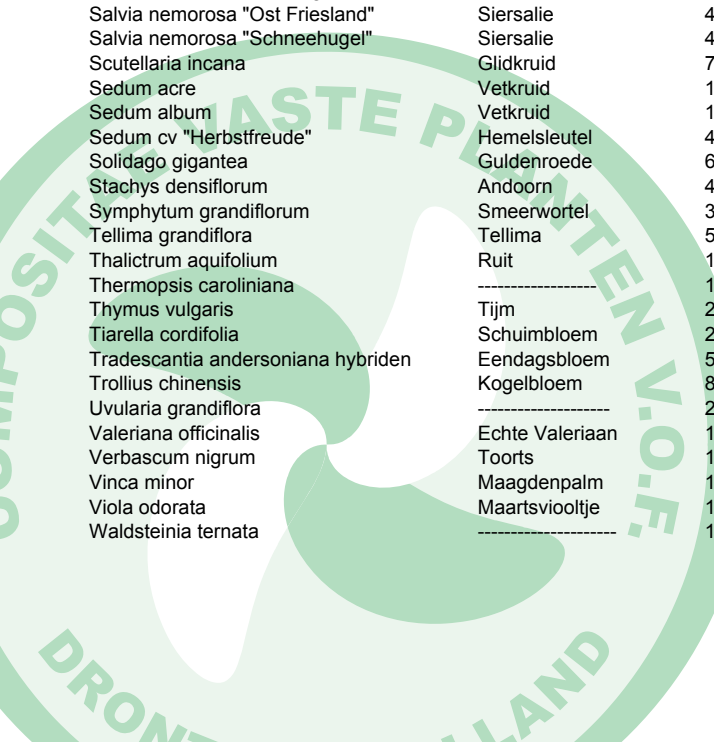 Salvia nemorosa "Ost Friesland" Siersalie 4
Salvia nemorosa "Schneehugel" Siersalie 4
Scutellaria incana Glidkruid 7
Sedum acre Vetkruid 1
Sedum album Vetkruid 1
Sedum cv "Herbstfreude" Hemelsleutel 4
Solidago gigantea Guldenroede 6
Stachys densiflorum Andoorn 4
Symphytum grandiflorum Smeerwortel 3
Tellima grandiflora Tellima 5
Thalictrum aquifolium Ruit 1
Thermopsis caroliniana ------------------ 1
Thymus vulgaris Tijm 2
Tiarella cordifolia Schuimbloem 2
Tradescantia andersoniana hybriden Eendagsbloem 5
Trollius chinensis Kogelbloem 8
Uvularia grandiflora -------------------- 2
Valeriana officinalis Echte Valeriaan 1
Verbascum nigrum Toorts 1
Vinca minor Maagdenpalm 1
Viola odorata Maartsviooltje 1
Waldsteinia ternata --------------------- 1
COMPOSITAE VASTE PLANTEN V.O.F.